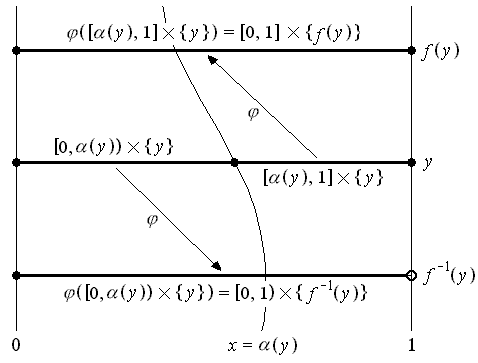 φ([α(y),1]×{y}) = [0,1]×{f(y)}
f(y)
φ
[0,α(y))×{y}
y
[α(y),1]×{y}
φ
f⁻¹(y)
φ([0,α(y))×{y}) = [0,1)×{f⁻¹(y)}
0
x = α(y)
1